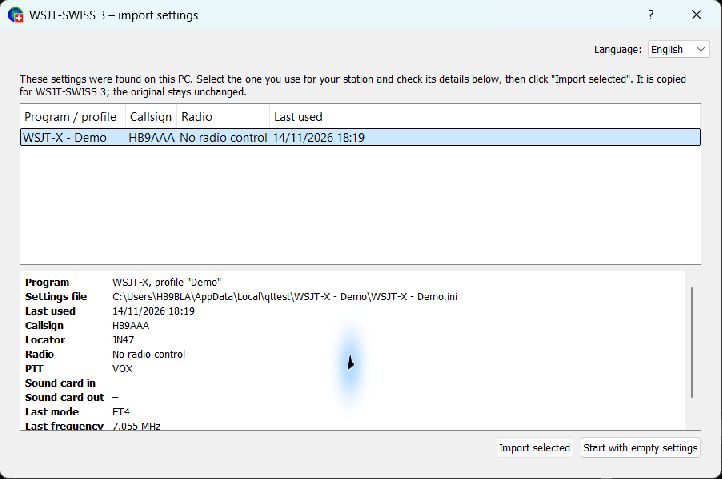 WSJT-SWISS 3 – import settings
Language: English
These settings were found on this PC. Select the one you use for your station and check its details below, then click "Import selected". It is copied
for WSJT-SWISS 3; the original stays unchanged.
Program / profile Callsign Radio Last used
WSJT-X - Demo HB9AAA No radio control 14/11/2026 18:19
Program WSJT-X, profile "Demo"
Settings file C:\Users\HB9BLA\AppData\Local\qttest\WSJT-X - Demo\WSJT-X - Demo.ini
Last used 14/11/2026 18:19
Callsign HB9AAA
Locator JN47
Radio No radio control
PTT VOX
Sound card in
Sound card out –
Last mode FT4
Last frequency 7.055 MHz
Import selected Start with empty settings